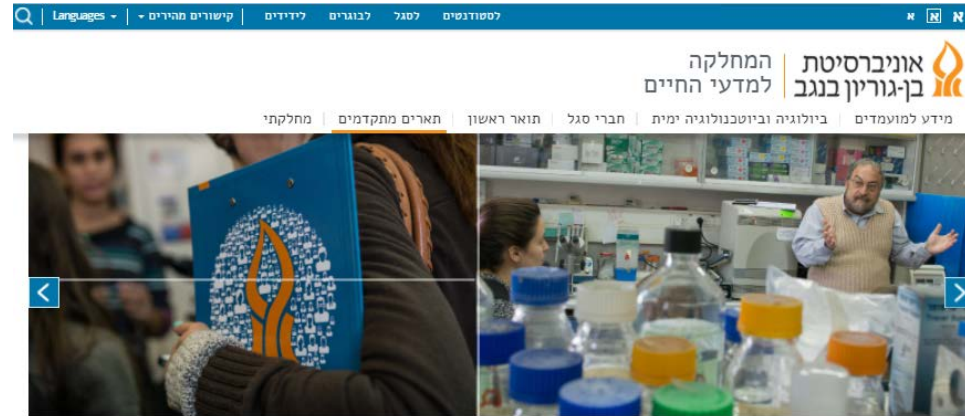 א א א
לסטודנטים לסגל לבוגרים לידידים | קישורים מהירים | Languages
אוניברסיטת בן-גוריון בנגב
המחלקה למדעי החיים
מידע למועמדים | ביולוגיה וביוטכנולוגיה ימית | חברי סגל | תואר ראשון | תארים מתקדמים | מחלקתי